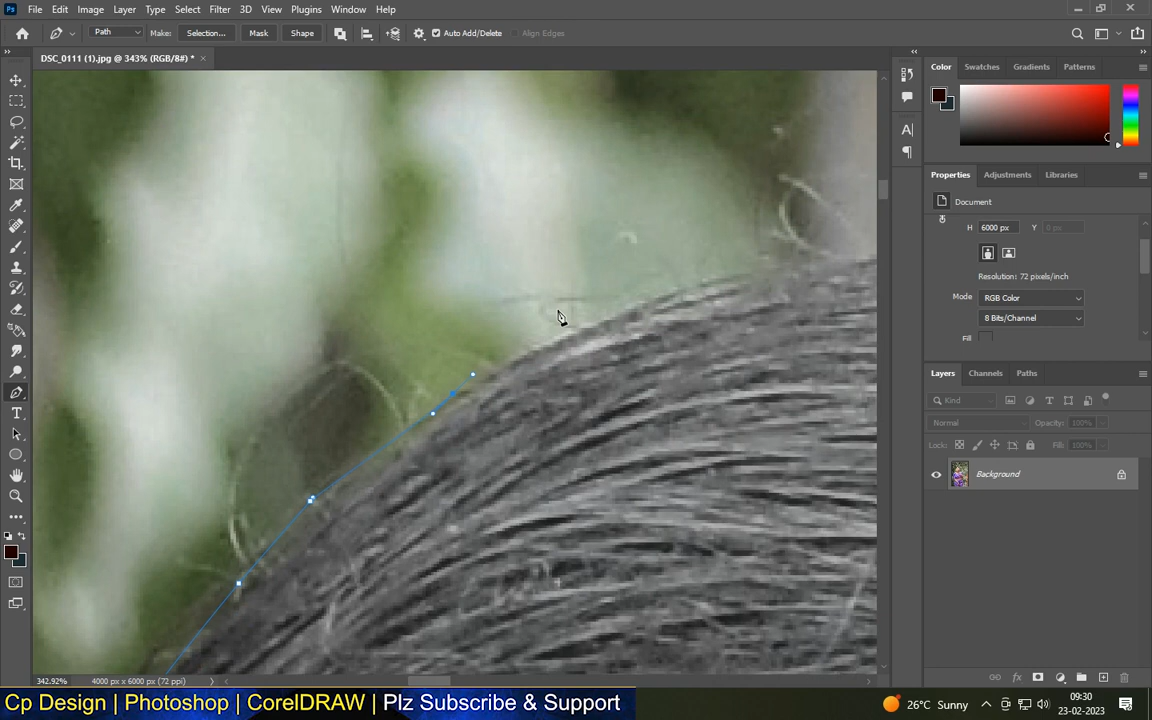 Ps File Edit Image Layer Type Select Filter 3D View Plugins Window Help
Path Make: Selection... Mask Shape Auto Add/Delete Align Edges
DSC_0111 (1).jpg @ 343% (RGB/8#) *
Color Swatches Gradients Patterns
Properties Adjustments Libraries
Document
H 6000 px Y 0 px
Resolution: 72 pixels/inch
Mode RGB Color
8 Bits/Channel
Fill
Layers Channels Paths
Kind
Normal Opacity: 100%
Lock: Fill: 100%
Background
342.92% 4000 px x 6000 px (72 ppi)
Cp Design | Photoshop | CorelDRAW | Plz Subscribe & Support
26°C Sunny
09:30
23-02-2023